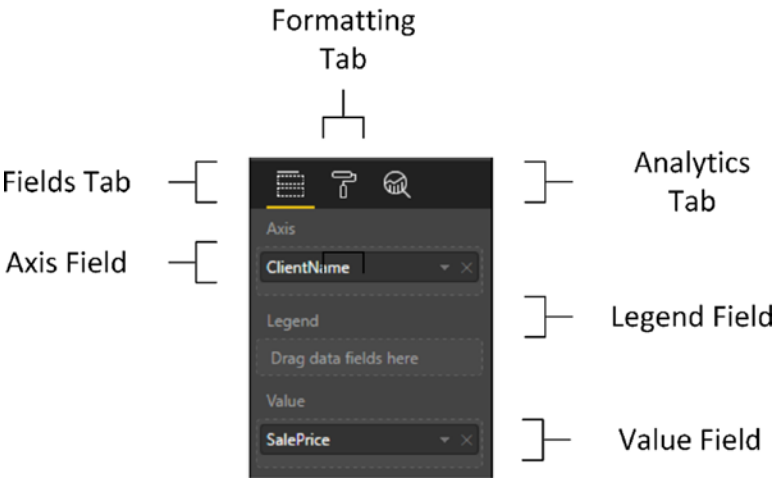 Formatting
Tab
Fields Tab
Analytics
Tab
Axis
Axis Field
ClientName
Legend
Legend Field
Drag data fields here
Value
SalePrice
Value Field